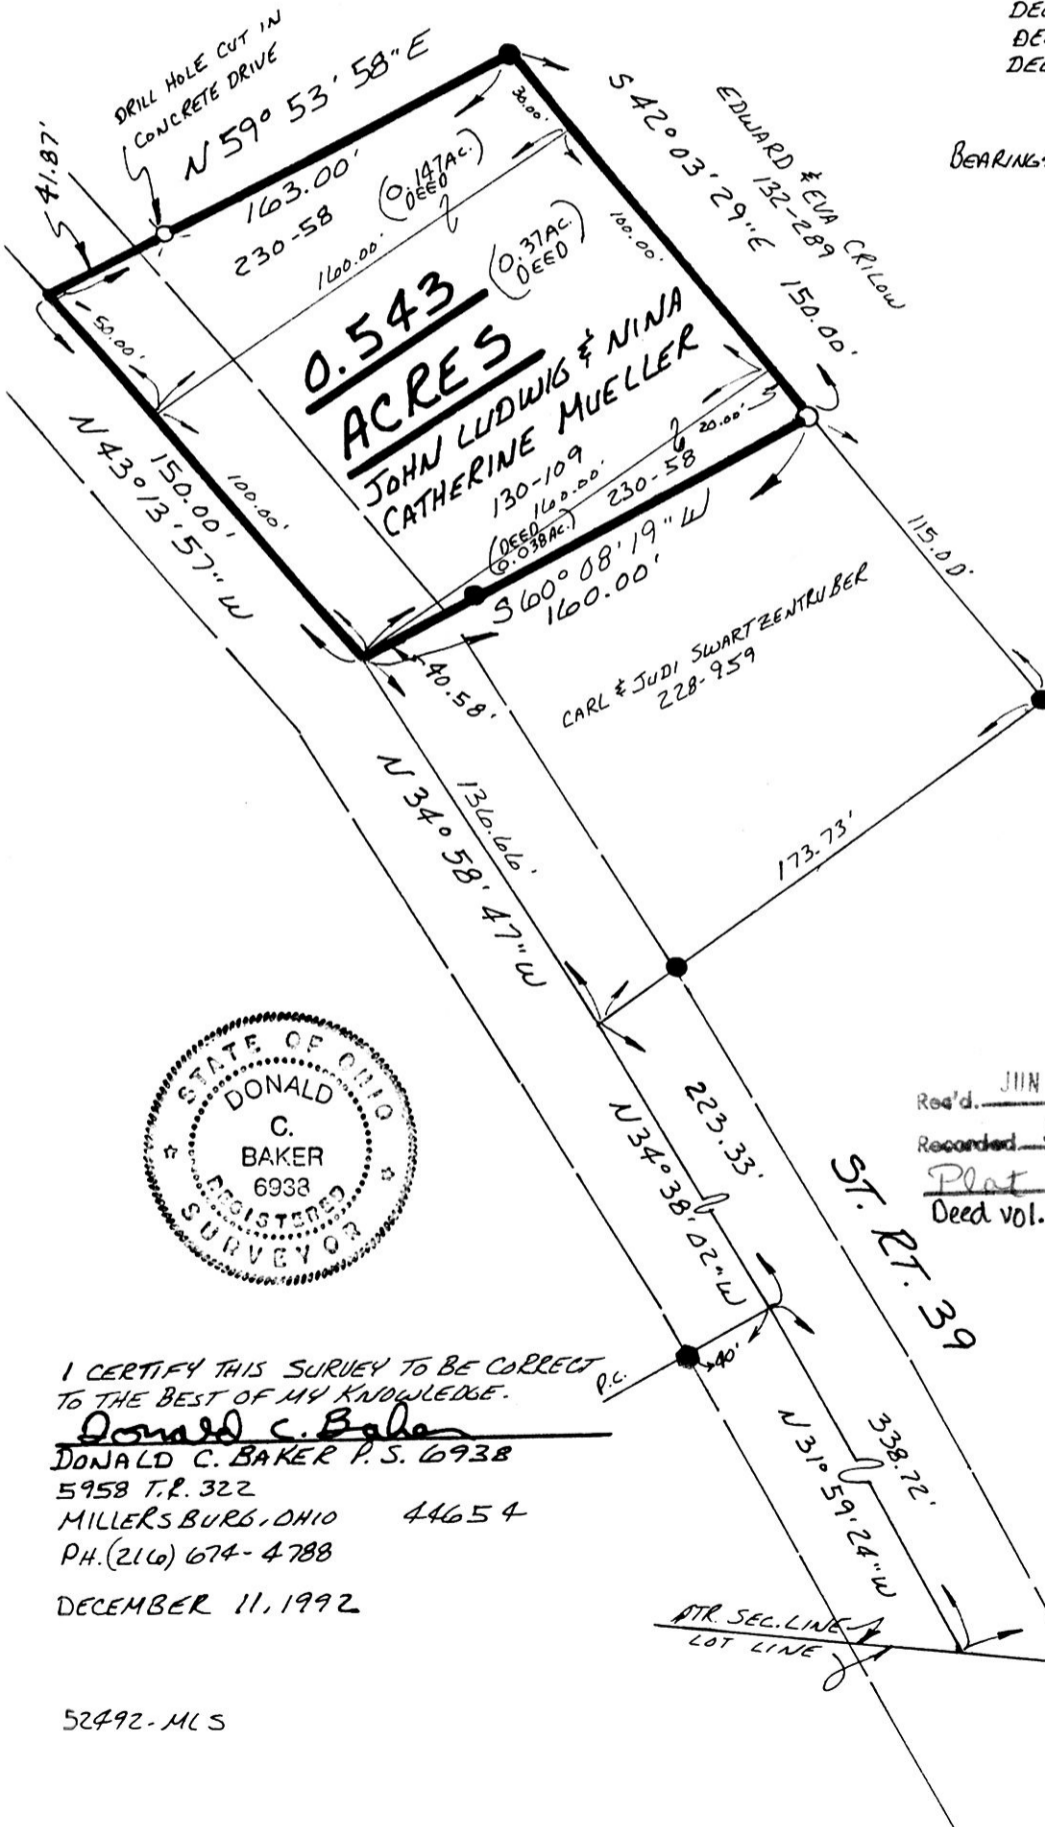 DRILL HOLE CUT IN
CONCRETE DRIVE
41.87'
N 59° 53' 58" E
163.00'
230-58
(0.147AC.)
DEED
160.00'
30.00'
S 42° 03' 29" E
150.00'
EDWARD & EVA CRILOW
132-289
BEARINGS
50.00'
100.00'
0.543
ACRES
(0.37AC.)
DEED
JOHN LUDWIG & NINA
CATHERINE MUELLER
130-109
160.00'
230-58
(DEED
0.038AC.)
20.00'
S 60° 08' 19" W
160.00'
N 43° 13' 57" W
150.00'
100.00'
115.00'
40.58'
CARL & JUDI SWARTZENTRUBER
228-959
N 34° 58' 47" W
136.66'
173.73'
STATE OF OHIO
DONALD
C.
BAKER
6938
REGISTERED
SURVEYOR
N 34° 38' 02" W
223.33'
ST. RT. 39
Rec'd. JUN
Recorded
Plat
Deed vol.
P.C.
40'
I CERTIFY THIS SURVEY TO BE CORRECT
TO THE BEST OF MY KNOWLEDGE.
Donald C. Baker
DONALD C. BAKER P.S. 6938
5958 T.R. 322
MILLERSBURG, OHIO 44654
PH. (216) 674-4788
DECEMBER 11, 1992
N 31° 59' 24" W
338.72'
LOT LINE
52492-MLS